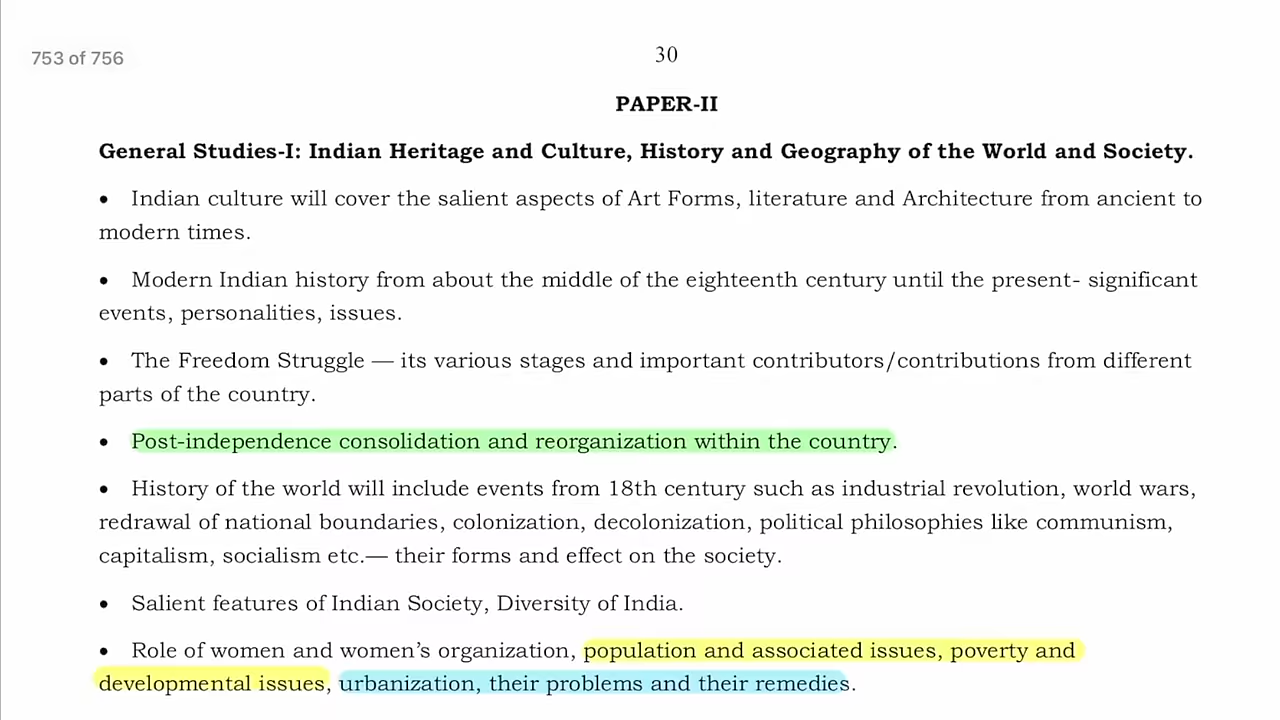 753 of 756
30
PAPER-II
General Studies-I: Indian Heritage and Culture, History and Geography of the World and Society.
• Indian culture will cover the salient aspects of Art Forms, literature and Architecture from ancient to
modern times.
• Modern Indian history from about the middle of the eighteenth century until the present- significant
events, personalities, issues.
• The Freedom Struggle — its various stages and important contributors/contributions from different
parts of the country.
• Post-independence consolidation and reorganization within the country.
• History of the world will include events from 18th century such as industrial revolution, world wars,
redrawal of national boundaries, colonization, decolonization, political philosophies like communism,
capitalism, socialism etc.— their forms and effect on the society.
• Salient features of Indian Society, Diversity of India.
• Role of women and women’s organization, population and associated issues, poverty and
developmental issues, urbanization, their problems and their remedies.